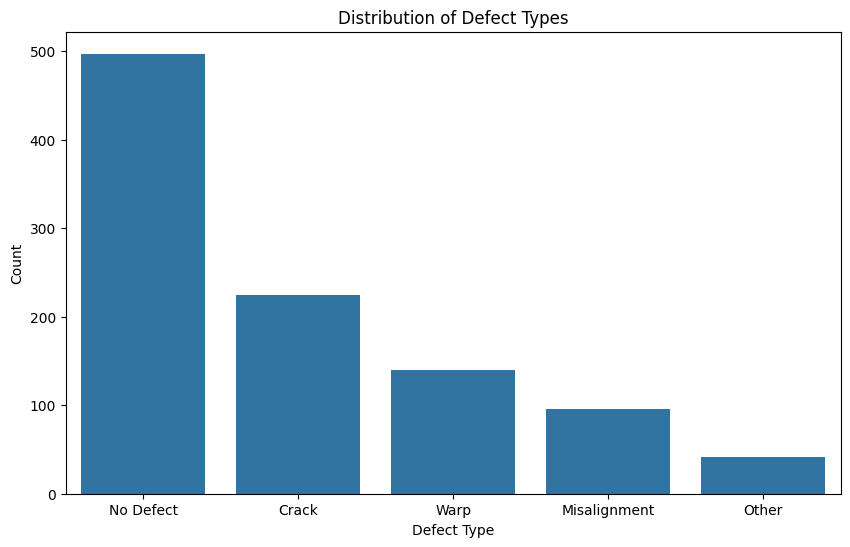 Distribution of Defect Types
500
400
300
200
100
0
Count
No Defect Crack Warp Misalignment Other
Defect Type